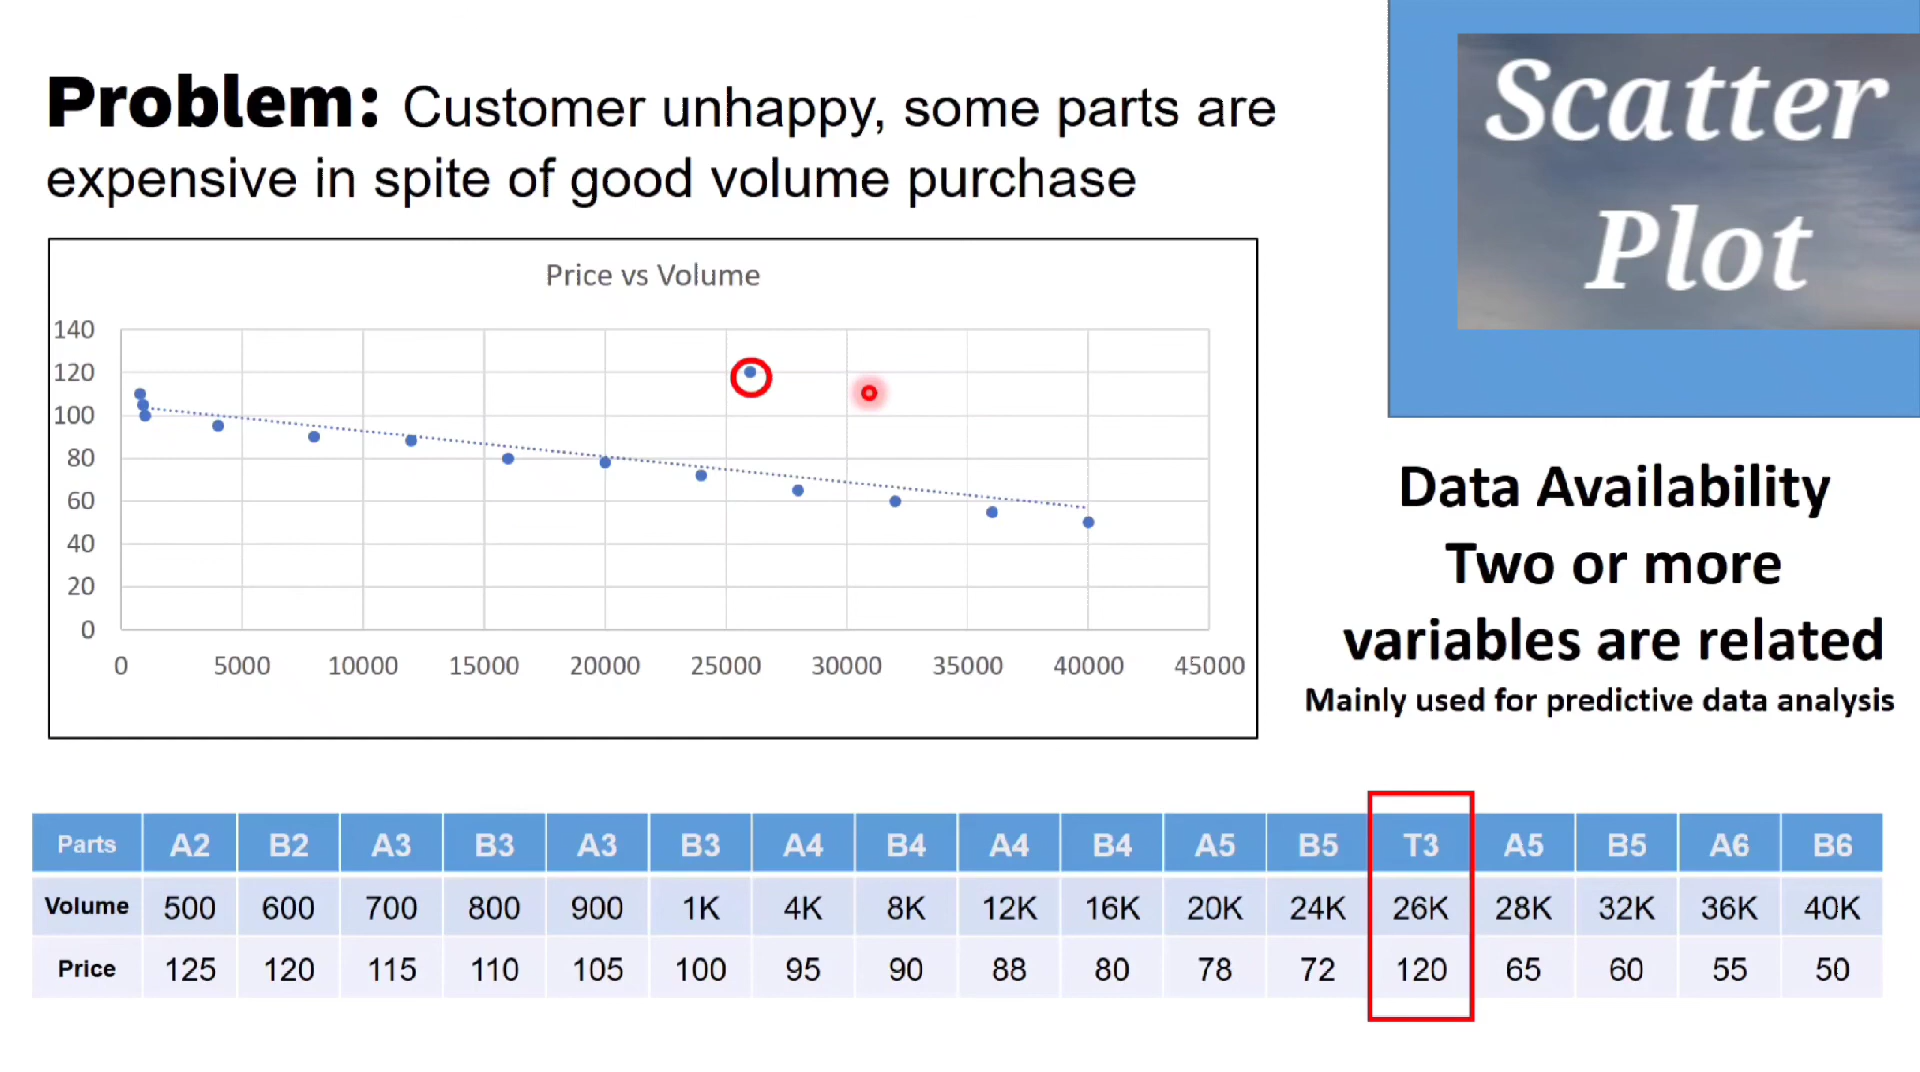 Problem: Customer unhappy, some parts are
expensive in spite of good volume purchase
Scatter
Plot
Price vs Volume
140
120
100
80
60
40
20
0
0 5000 10000 15000 20000 25000 30000 35000 40000 45000
Data Availability
Two or more
variables are related
Mainly used for predictive data analysis
Parts A2 B2 A3 B3 A3 B3 A4 B4 A4 B4 A5 B5 T3 A5 B5 A6 B6
Volume 500 600 700 800 900 1K 4K 8K 12K 16K 20K 24K 26K 28K 32K 36K 40K
Price 125 120 115 110 105 100 95 90 88 80 78 72 120 65 60 55 50